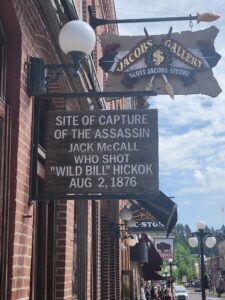 JACOBS GALLERY
SCOTT JACOBS STUDIO
SITE OF CAPTURE
OF THE ASSASSIN
JACK McCALL
WHO SHOT
"WILD BILL" HICKOK
AUG 2, 1876